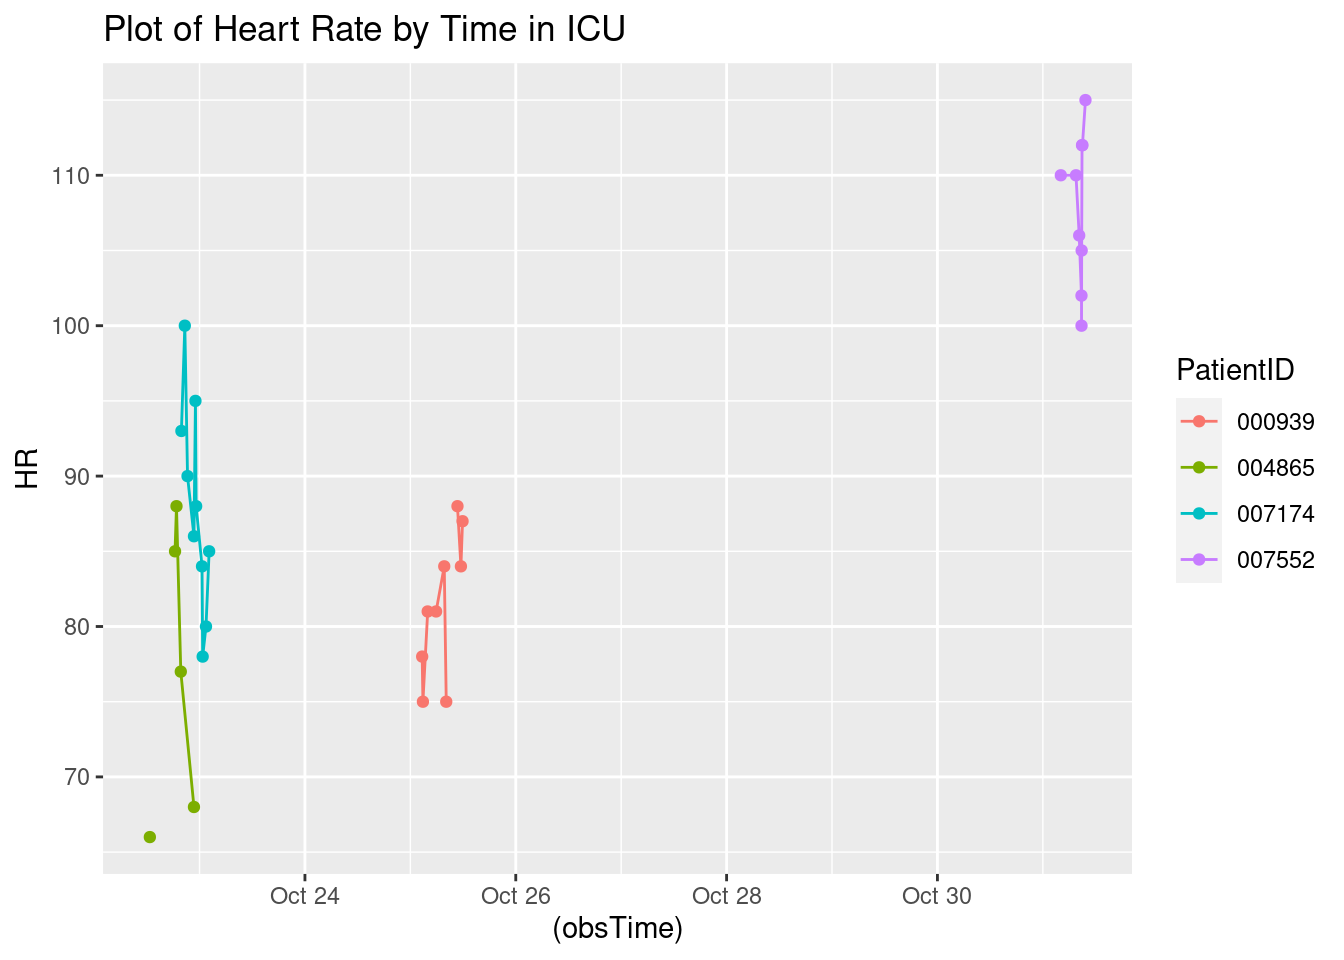 Plot of Heart Rate by Time in ICU
HR
110
100
90
80
70
Oct 24
Oct 26
Oct 28
Oct 30
(obsTime)
PatientID
000939
004865
007174
007552